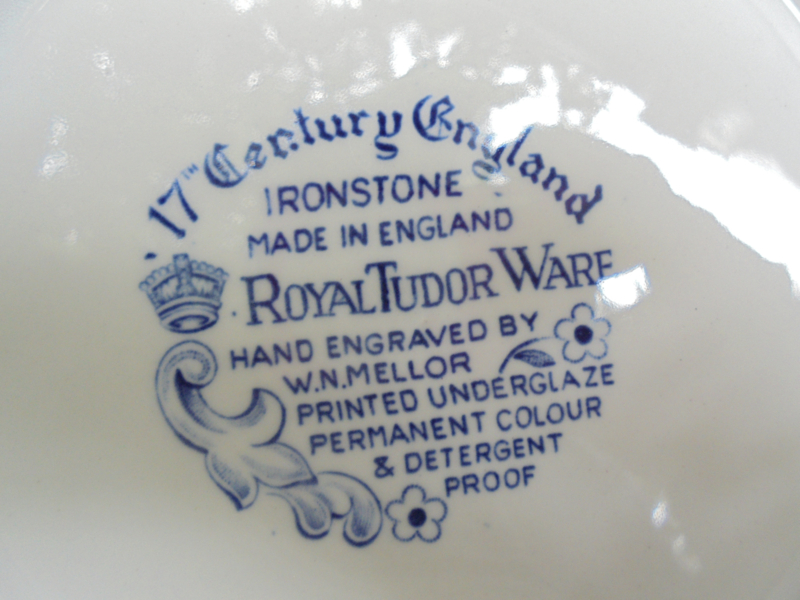 17TH Century England
IRONSTONE
MADE IN ENGLAND
ROYAL TUDOR WARE
HAND ENGRAVED BY
W.N.MELLOR
PRINTED UNDERGLAZE
PERMANENT COLOUR
& DETERGENT
PROOF